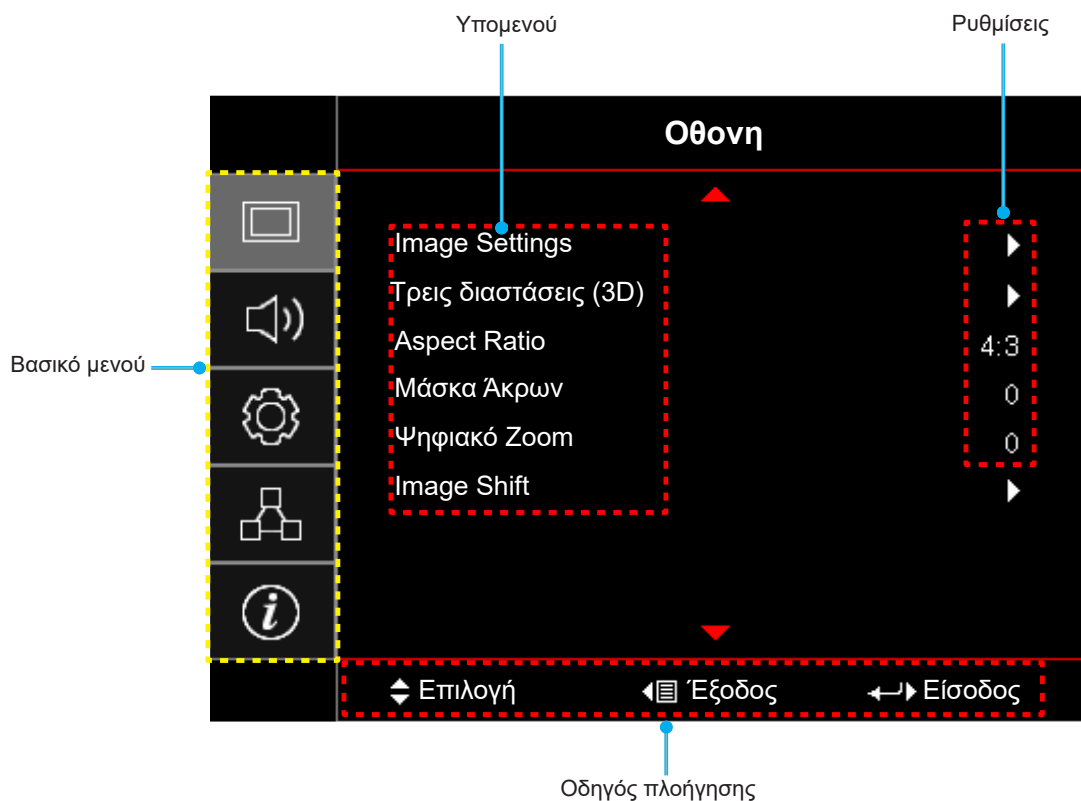 Υπομενού Ρυθμίσεις
Οθονη
Image Settings
Τρεις διαστάσεις (3D)
Aspect Ratio 4:3
Βασικό μενού
Μάσκα Άκρων 0
Ψηφιακό Zoom 0
Image Shift
i
Επιλογή Έξοδος Είσοδος
Οδηγός πλοήγησης